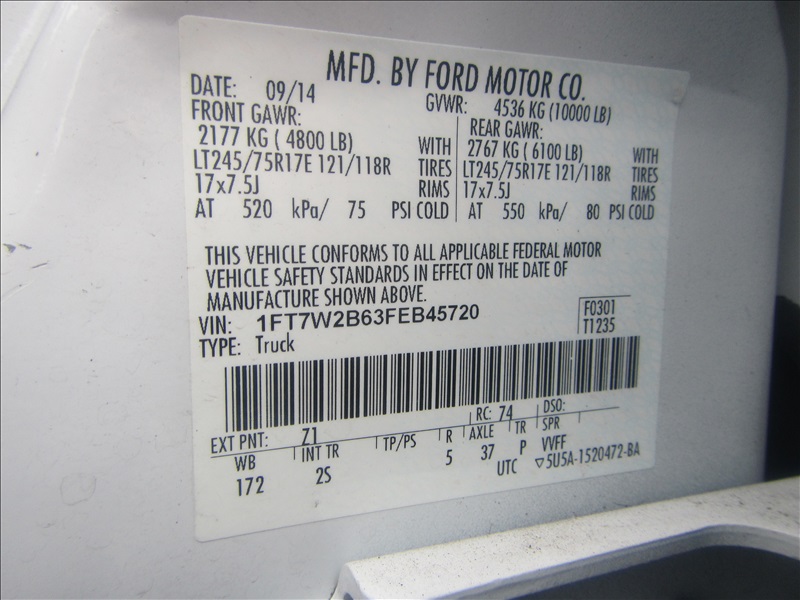 MFD. BY FORD MOTOR CO.
DATE: 09/14 GVWR: 4536 KG (10000 LB)
FRONT GAWR: REAR GAWR:
2177 KG ( 4800 LB) WITH 2767 KG ( 6100 LB) WITH
LT245/75R17E 121/118R TIRES LT245/75R17E 121/118R TIRES
17x7.5J RIMS 17x7.5J RIMS
AT 520 kPa/ 75 PSI COLD AT 550 kPa/ 80 PSI COLD
THIS VEHICLE CONFORMS TO ALL APPLICABLE FEDERAL MOTOR
VEHICLE SAFETY STANDARDS IN EFFECT ON THE DATE OF
MANUFACTURE SHOWN ABOVE.
VIN: 1FT7W2B63FEB45720 F0301
TYPE: Truck T1235
EXT PNT: Z1 RC: 74 DSO:
WB INT TR TP/PS R AXLE TR SPR
172 2S 5 37 P VVFF
UTC ▽5U5A-1520472-BA